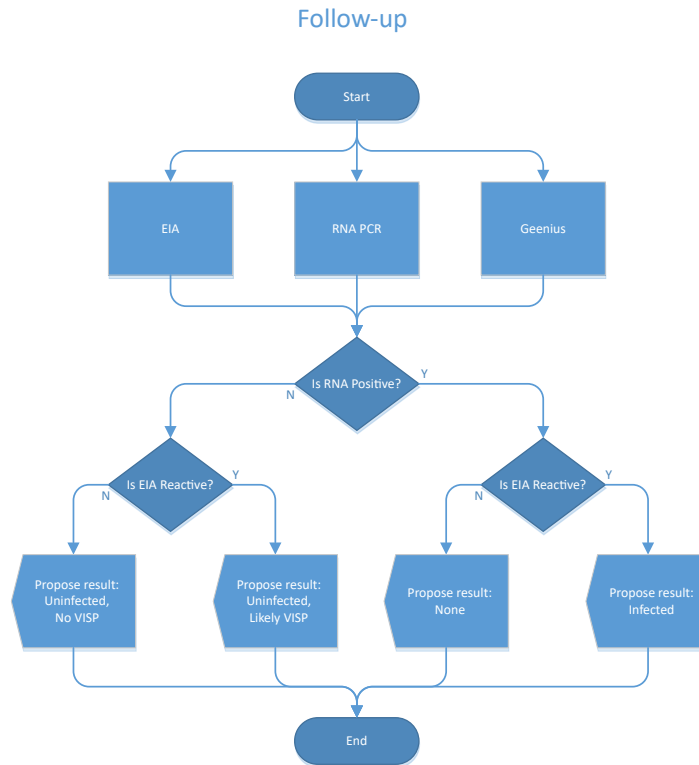 Follow-up
Start
EIA
RNA PCR
Geenius
Is RNA Positive?
N
Y
Is EIA Reactive?
N
Y
Is EIA Reactive?
N
Y
Propose result:
Uninfected,
No VISP
Propose result:
Uninfected,
Likely VISP
Propose result:
None
Propose result:
Infected
End